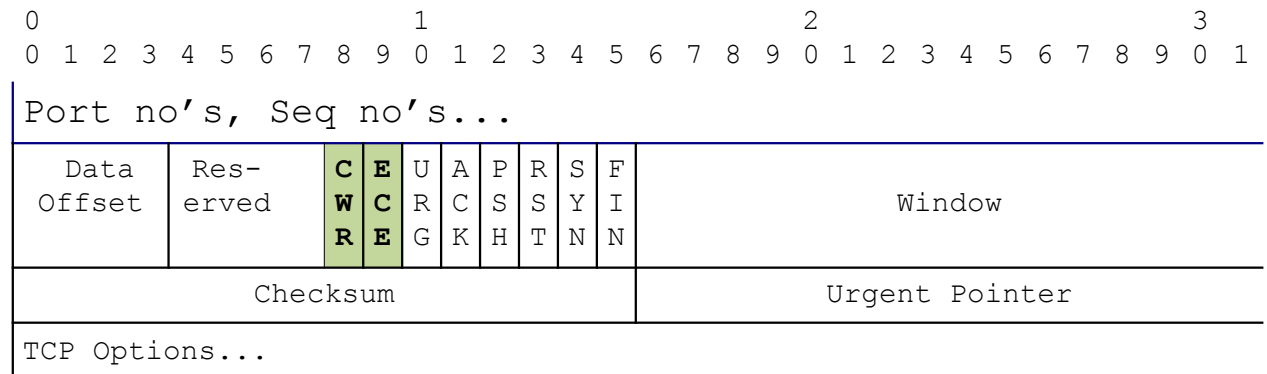 0 1 2 3
0 1 2 3 4 5 6 7 8 9 0 1 2 3 4 5 6 7 8 9 0 1 2 3 4 5 6 7 8 9 0 1
Port no’s, Seq no’s...
Data Res- C E U A P R S F
Offset erved W C R C S S Y I Window
R E G K H T N N
Checksum Urgent Pointer
TCP Options...